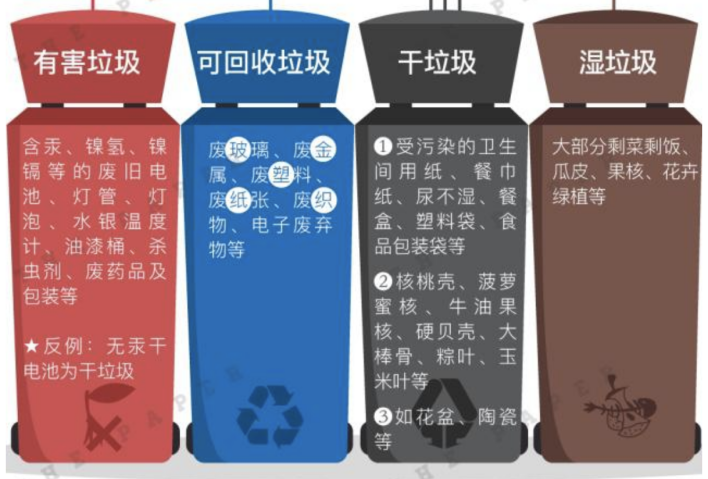 有害垃圾
含汞、镍氢、镍
镉等的废旧电
池、灯管、灯
泡、水银温度
计、油漆桶、杀
虫剂、废药品及
包装等
★反例：无汞干
电池为干垃圾
可回收垃圾
废玻璃、废金
属、废塑料、
废纸张、废织
物、电子废弃
物等
干垃圾
❶受污染的卫生
间用纸、餐巾
纸、尿不湿、餐
盒、塑料袋、食
品包装袋等
❷核桃壳、菠萝
蜜核、牛油果
核、硬贝壳、大
棒骨、粽叶、玉
米叶等
❸如花盆、陶瓷
等
湿垃圾
大部分剩菜剩饭、
瓜皮、果核、花卉
绿植等